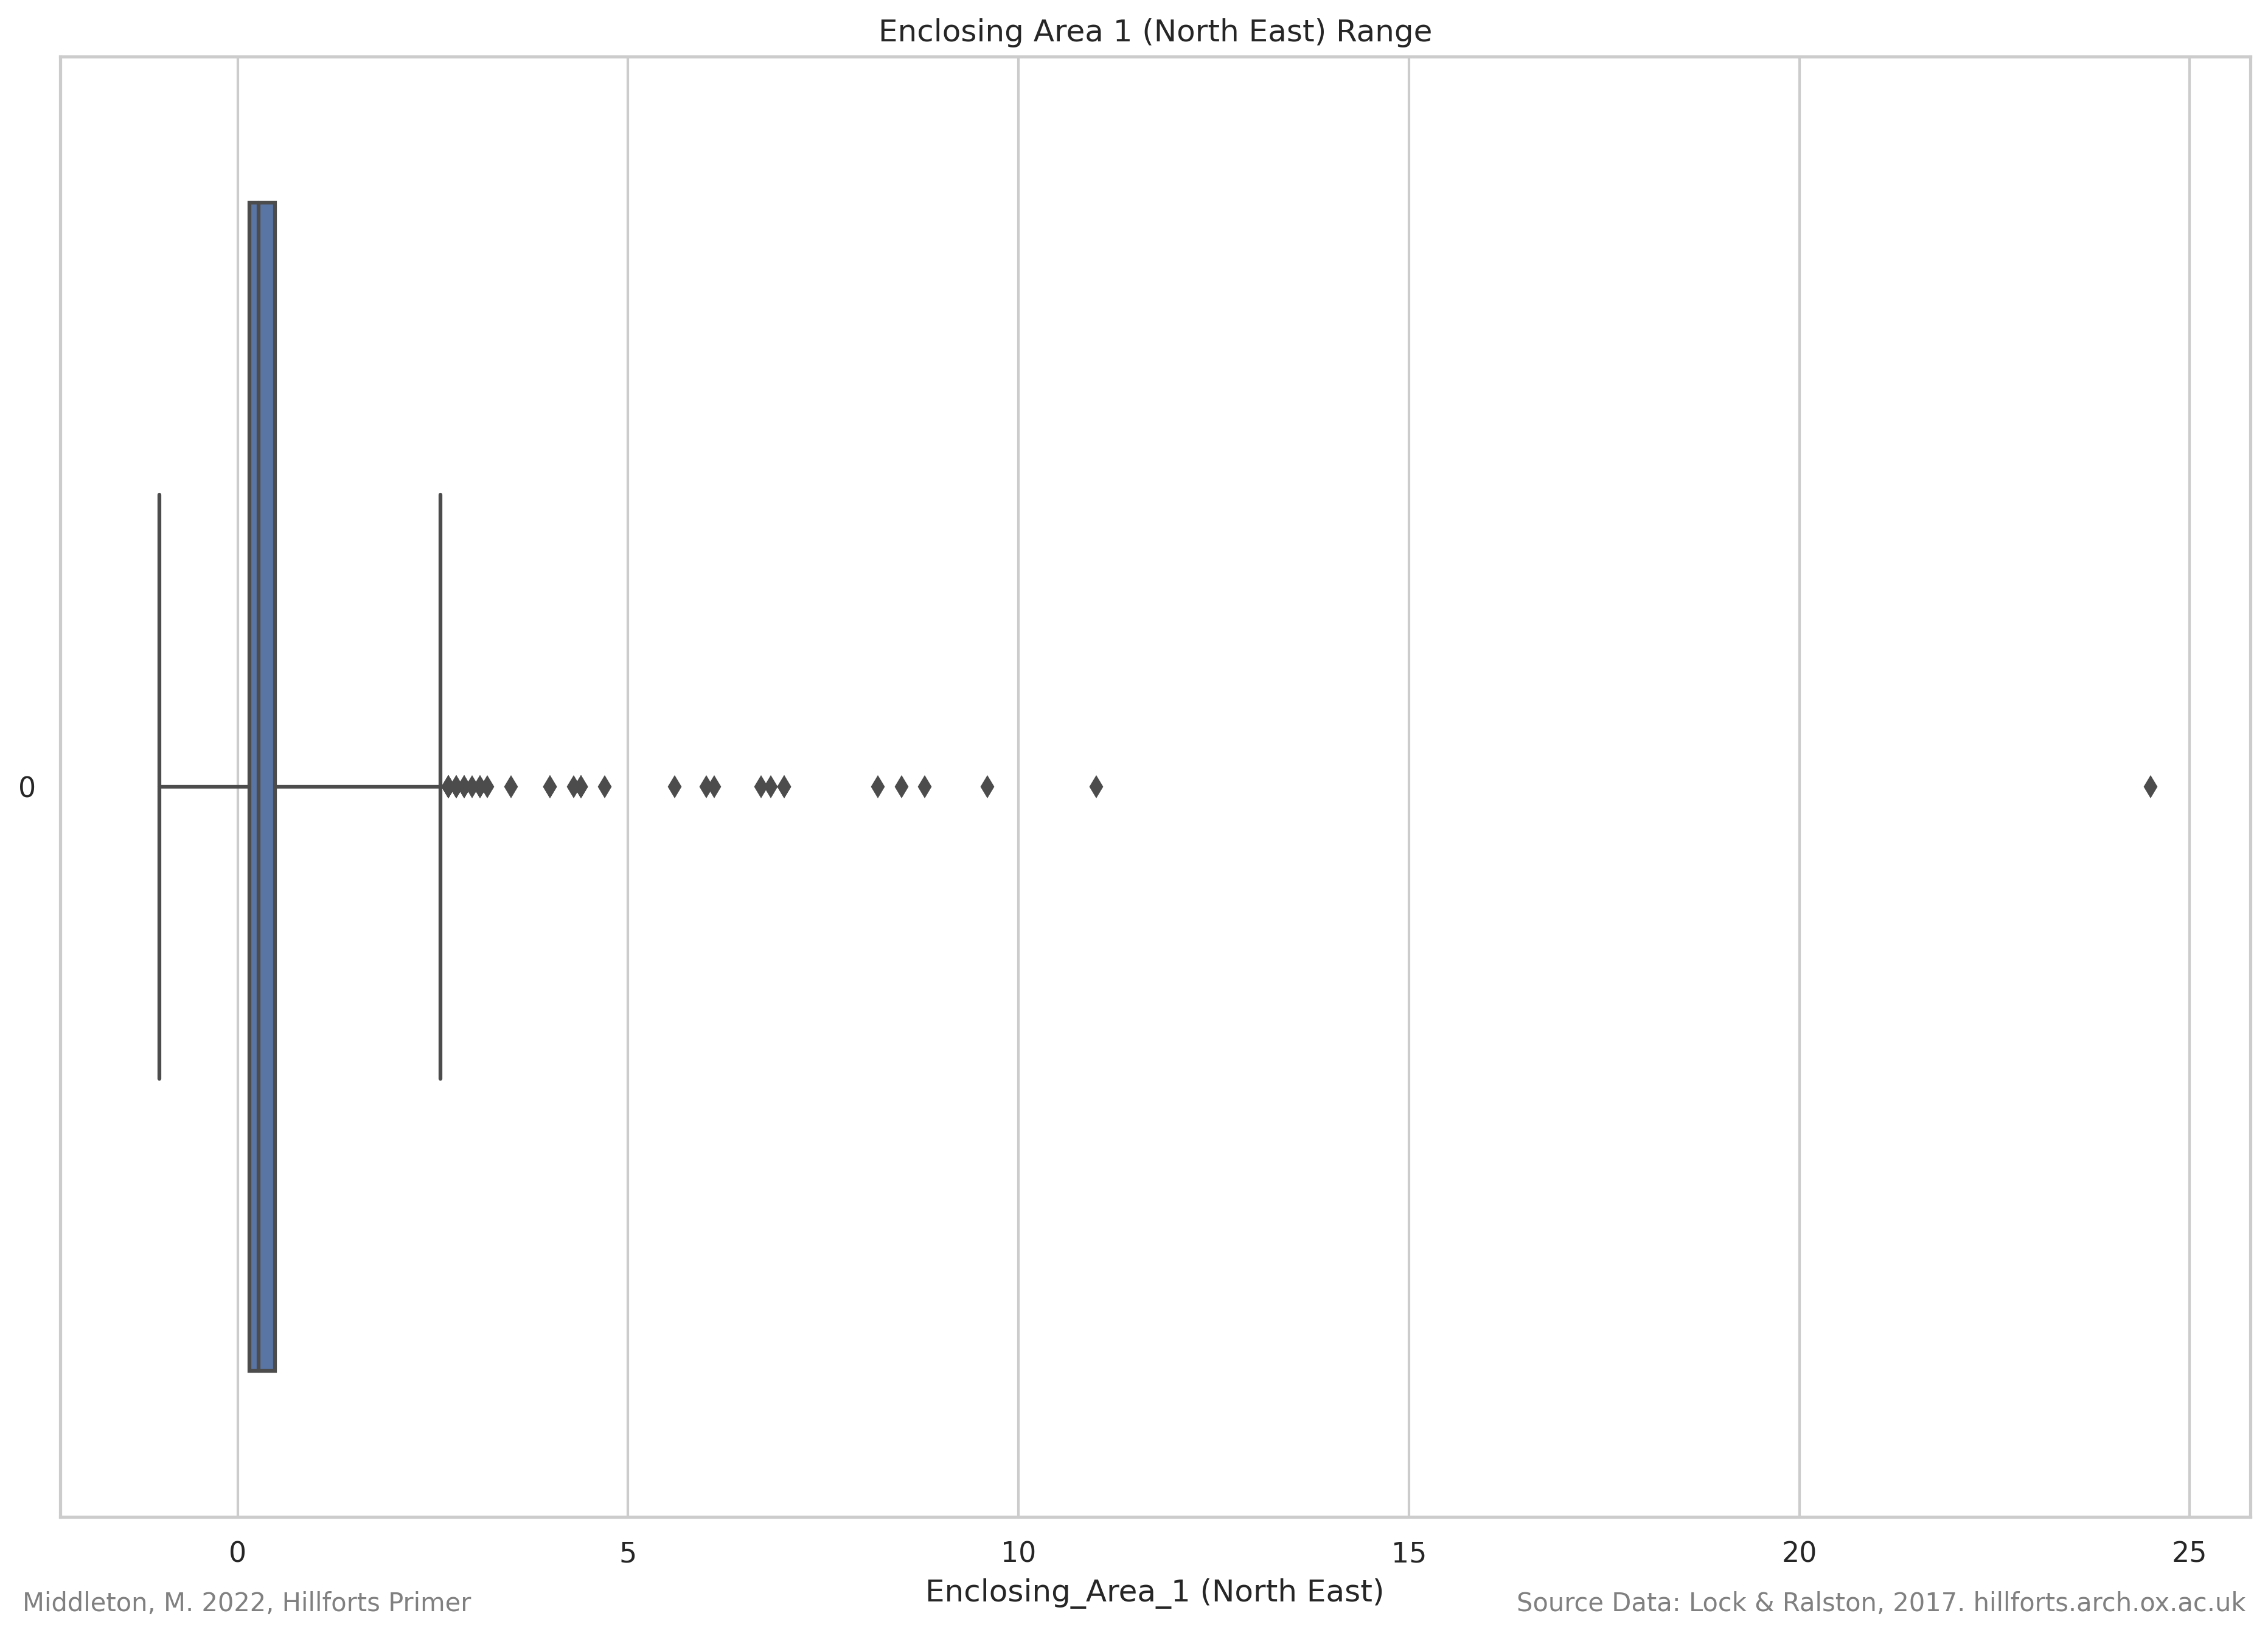 Enclosing Area 1 (North East) Range
0
0 5 10 15 20 25
Enclosing_Area_1 (North East)
Middleton, M. 2022, Hillforts Primer
Source Data: Lock & Ralston, 2017. hillforts.arch.ox.ac.uk